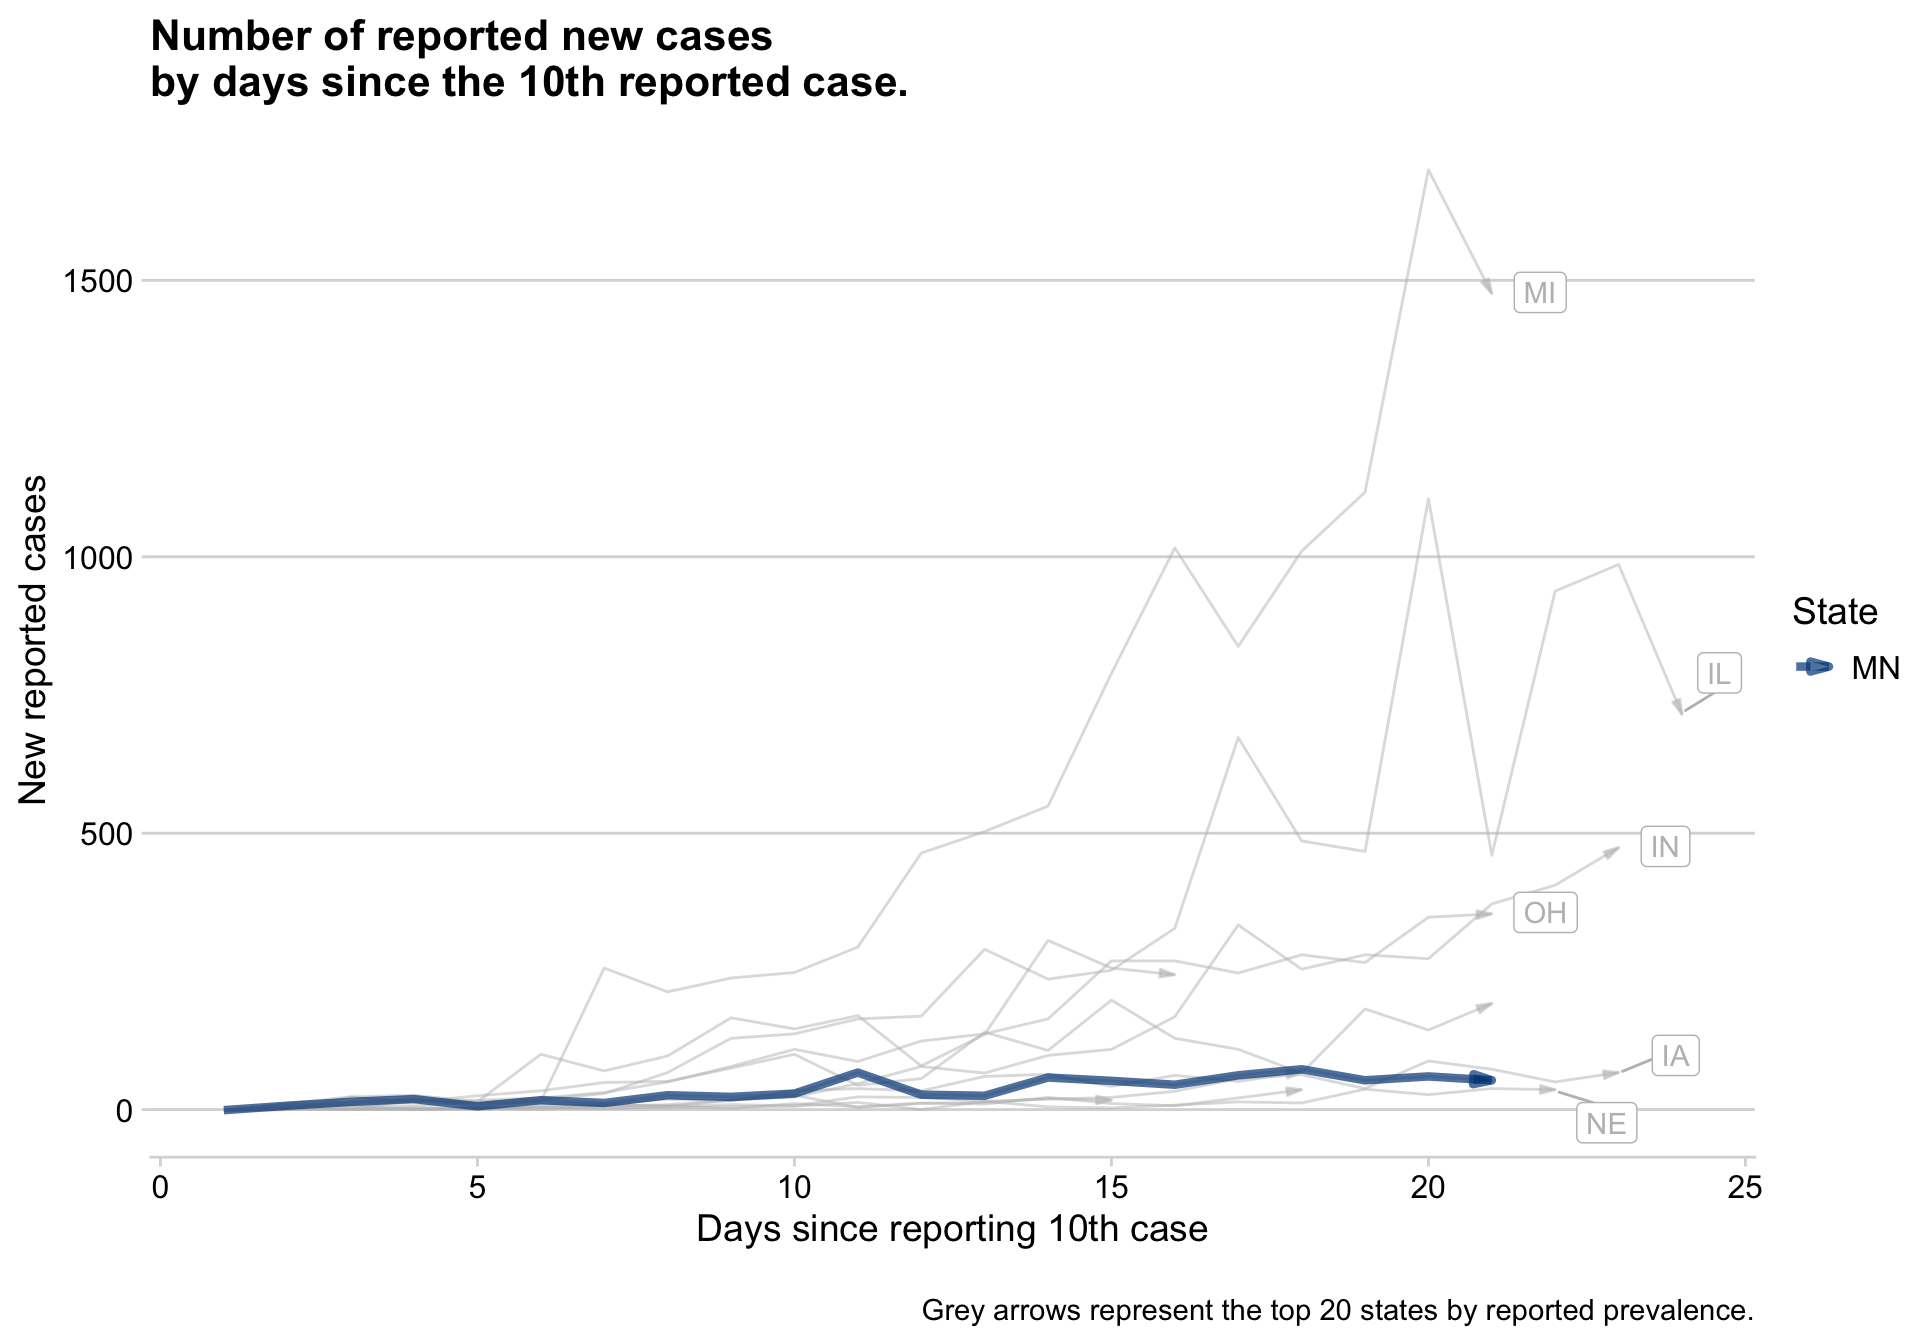 Number of reported new cases
by days since the 10th reported case.
New reported cases
1500
1000
500
0
MI
IL
IN
OH
IA
NE
State
MN
0 5 10 15 20 25
Days since reporting 10th case
Grey arrows represent the top 20 states by reported prevalence.